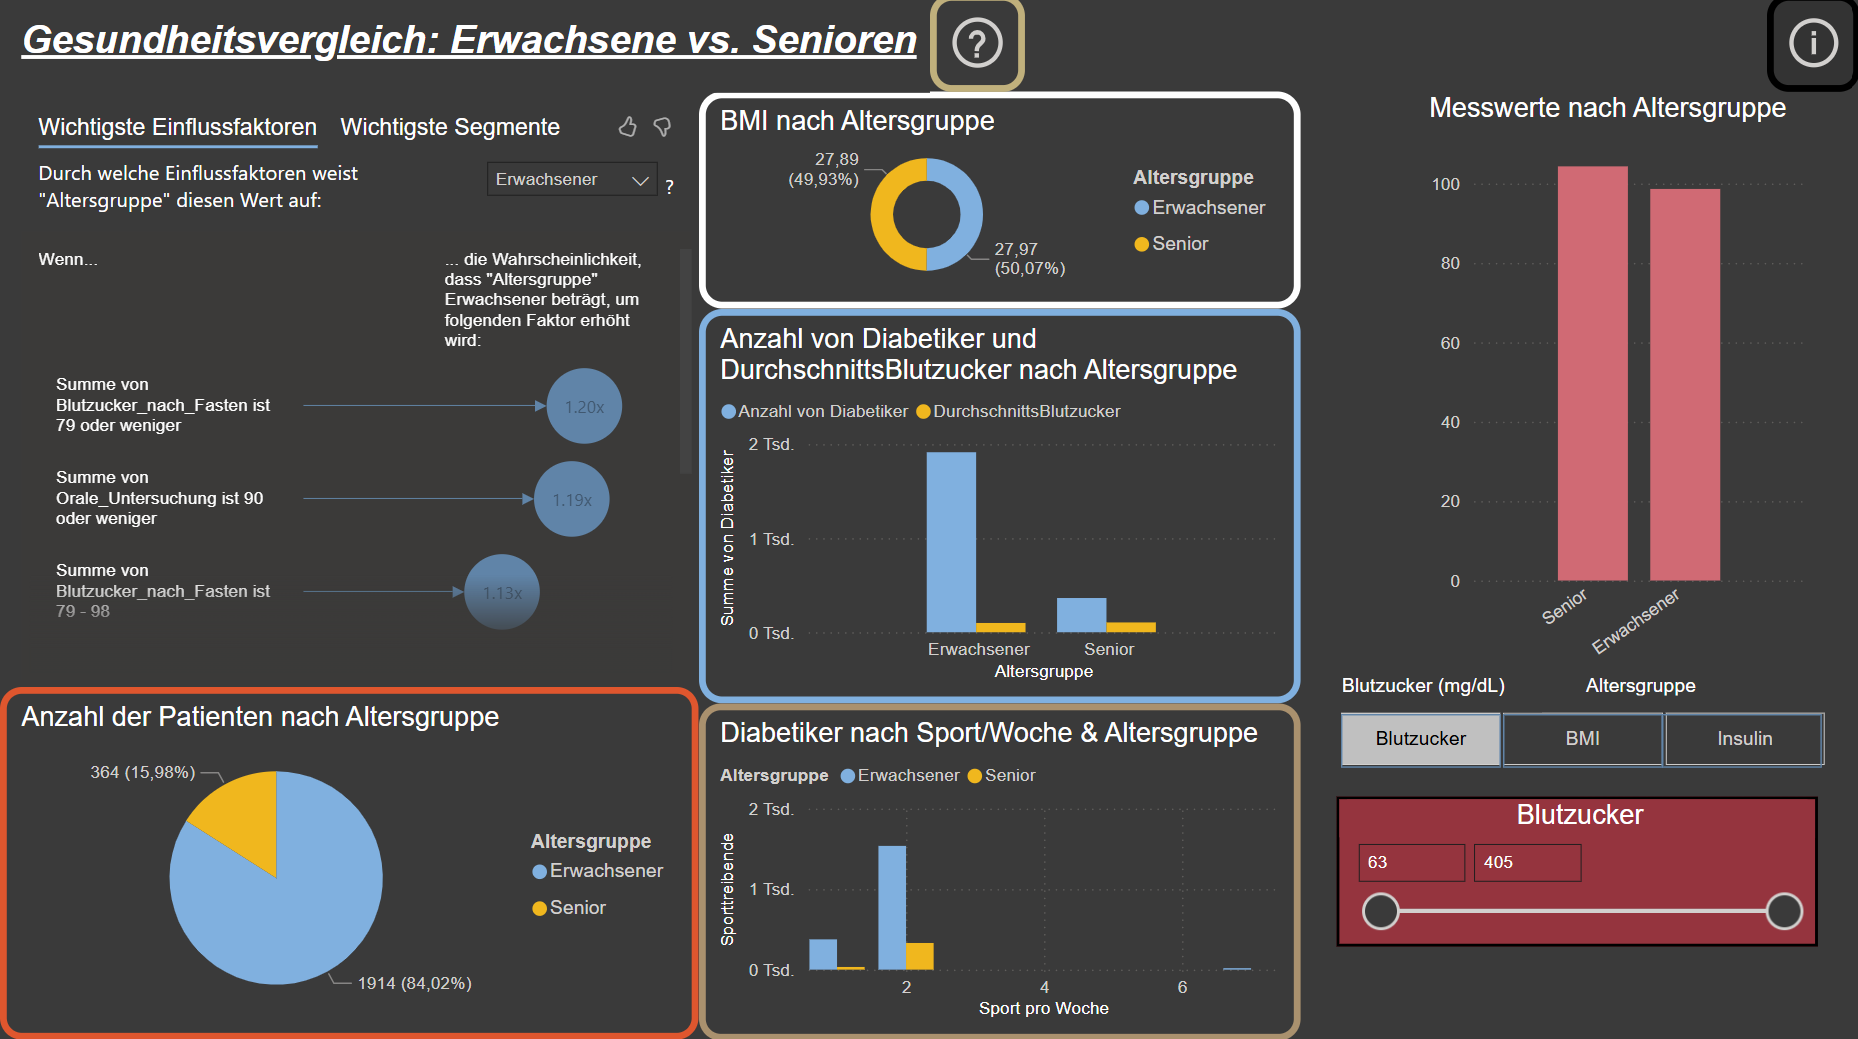 Gesundheitsvergleich: Erwachsene vs. Senioren
?
i
Wichtigste Einflussfaktoren
Wichtigste Segmente
Durch welche Einflussfaktoren weist
"Altersgruppe" diesen Wert auf:
Erwachsener
?
Wenn...
... die Wahrscheinlichkeit,
dass "Altersgruppe"
Erwachsener beträgt, um
folgenden Faktor erhöht
wird:
Summe von
Blutzucker_nach_Fasten ist
79 oder weniger
1.20x
Summe von
Orale_Untersuchung ist 90
oder weniger
1.19x
Summe von
Blutzucker_nach_Fasten ist
79 - 98
1.13x
Anzahl der Patienten nach Altersgruppe
364 (15,98%)
1914 (84,02%)
Altersgruppe
Erwachsener
Senior
BMI nach Altersgruppe
27,89
(49,93%)
27,97
(50,07%)
Altersgruppe
Erwachsener
Senior
Anzahl von Diabetiker und
DurchschnittsBlutzucker nach Altersgruppe
Anzahl von Diabetiker
DurchschnittsBlutzucker
Summe von Diabetiker
2 Tsd.
1 Tsd.
0 Tsd.
Erwachsener
Senior
Altersgruppe
Diabetiker nach Sport/Woche & Altersgruppe
Altersgruppe
Erwachsener
Senior
Sporttreibende
2 Tsd.
1 Tsd.
0 Tsd.
2
4
6
Sport pro Woche
Messwerte nach Altersgruppe
100
80
60
40
20
0
Senior
Erwachsener
Blutzucker (mg/dL)
Altersgruppe
Blutzucker
BMI
Insulin
Blutzucker
63
405